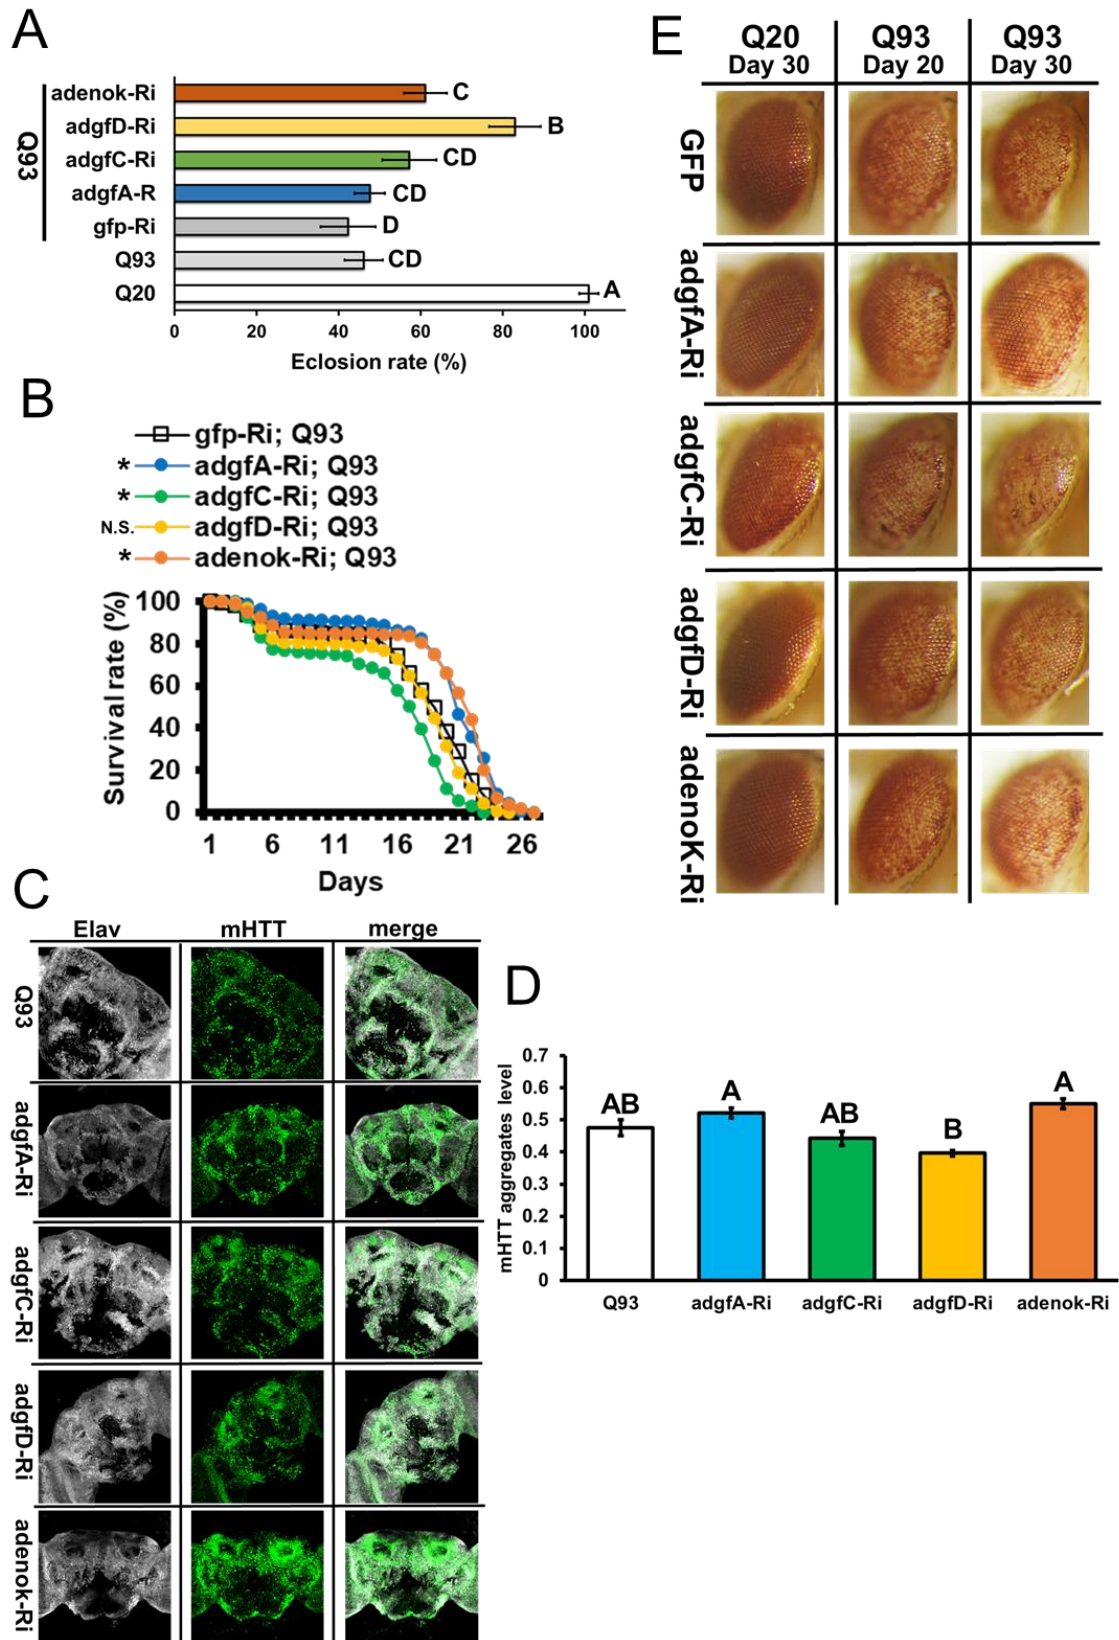 A
adenok-Ri
C
adgfD-Ri
B
adgfC-Ri
CD
adgfA-R
CD
gfp-Ri
D
Q93
Q93
CD
Q20
A
0 20 40 60 80 100
Eclosion rate (%)
B
gfp-Ri; Q93
* adgfA-Ri; Q93
* adgfC-Ri; Q93
N.S. adgfD-Ri; Q93
* adenok-Ri; Q93
Survival rate (%)
100
80
60
40
20
0
1 6 11 16 21 26
Days
C
Elav mHTT merge
Q93
adgfA-Ri
adgfC-Ri
adgfD-Ri
adenok-Ri
D
mHTT aggregates level
0.7
0.6
0.5
0.4
0.3
0.2
0.1
0
AB A AB B A
Q93 adgfA-Ri adgfC-Ri adgfD-Ri adenok-Ri
E
Q20 Q93 Q93
Day 30 Day 20 Day 30
GFP
adgfA-Ri
adgfC-Ri
adgfD-Ri
adenoK-Ri